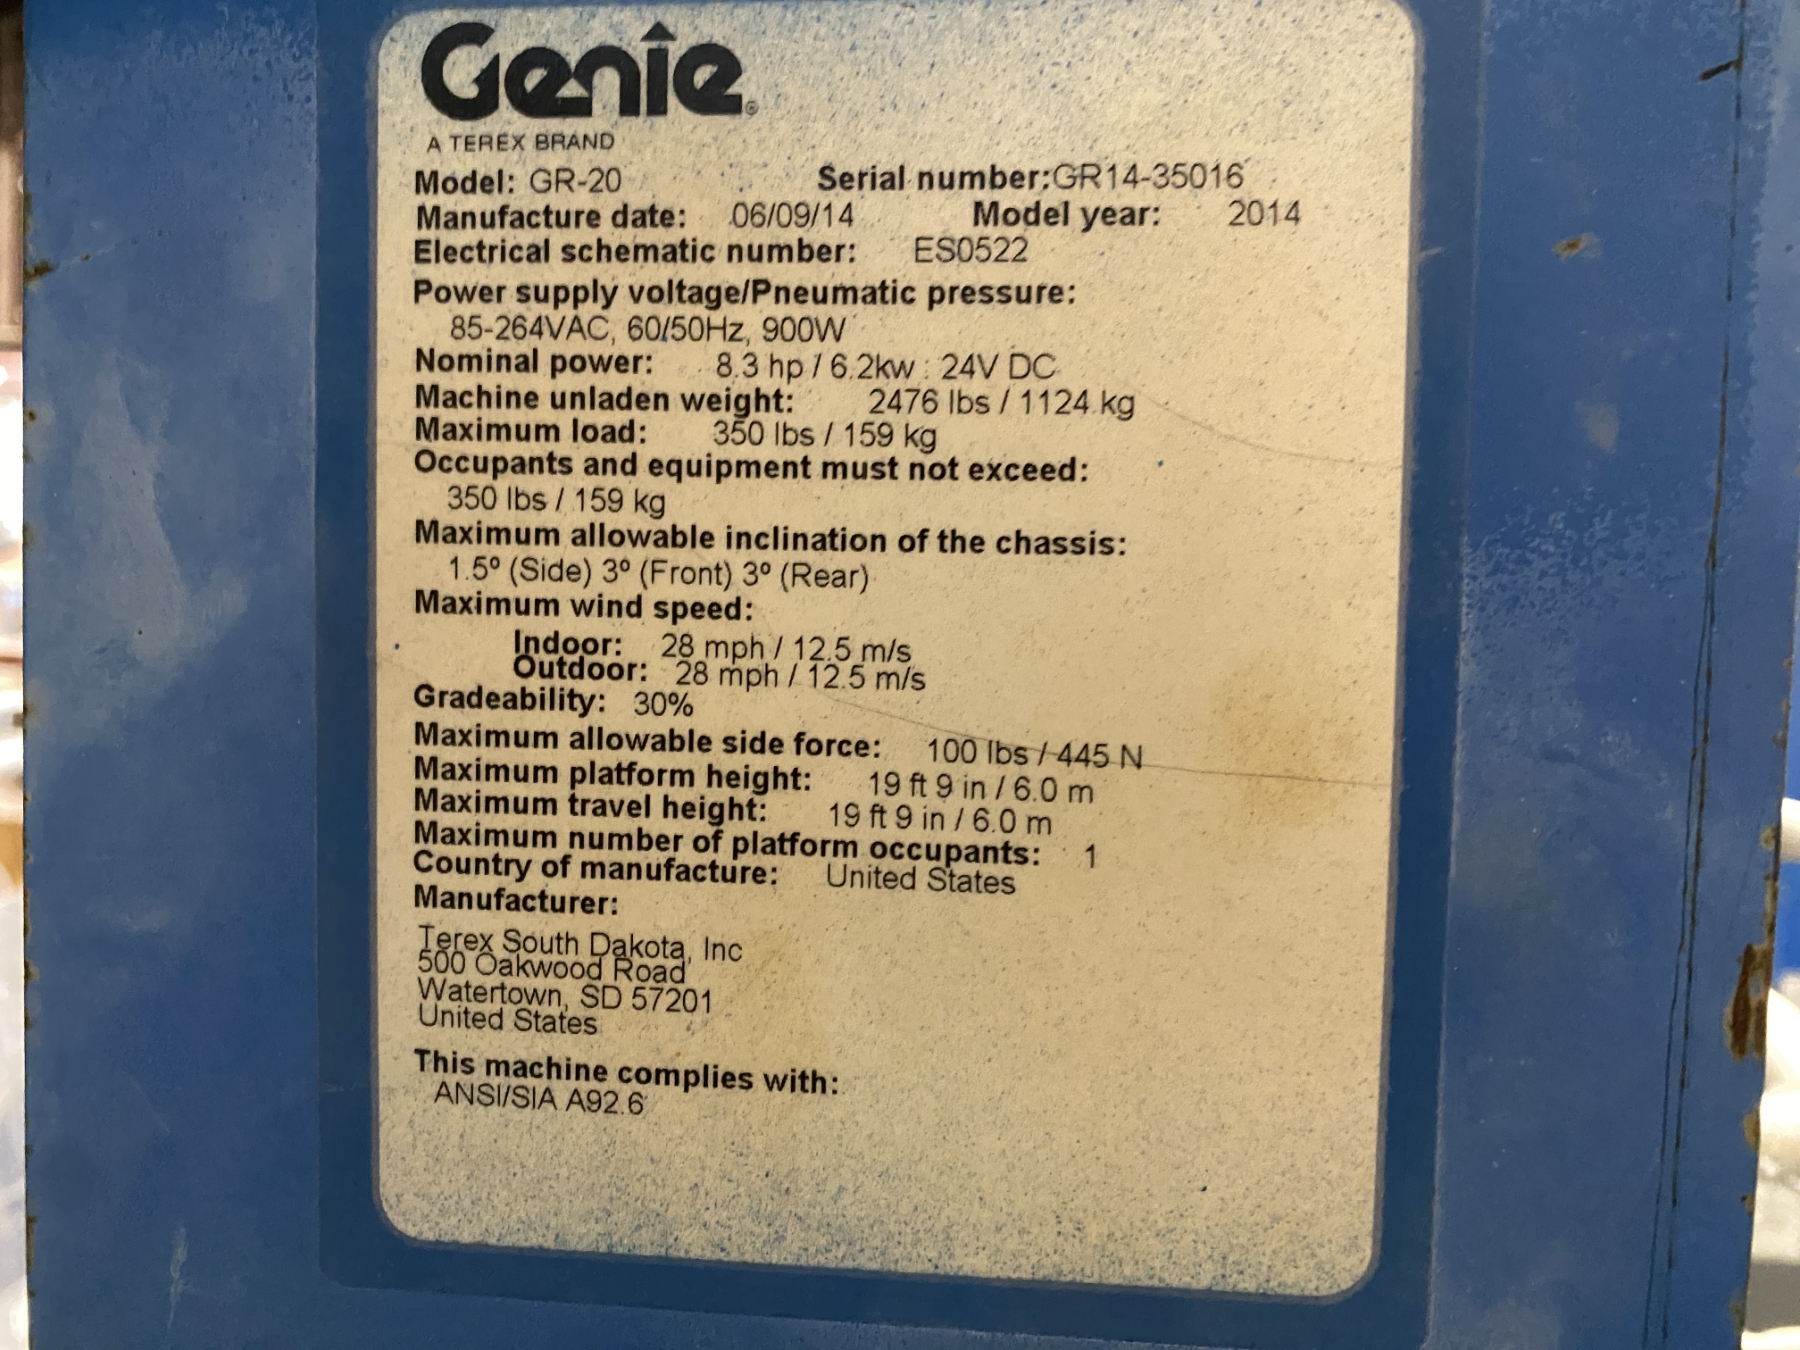 Genie®
A TEREX BRAND
Model: GR-20 Serial number:GR14-35016
Manufacture date: 06/09/14 Model year: 2014
Electrical schematic number: ES0522
Power supply voltage/Pneumatic pressure:
85-264VAC, 60/50Hz, 900W
Nominal power: 8.3 hp / 6.2kw : 24V DC
Machine unladen weight: 2476 lbs / 1124 kg
Maximum load: 350 lbs / 159 kg
Occupants and equipment must not exceed:
350 lbs / 159 kg
Maximum allowable inclination of the chassis:
1.5º (Side) 3º (Front) 3º (Rear)
Maximum wind speed:
Indoor: 28 mph / 12.5 m/s
Outdoor: 28 mph / 12.5 m/s
Gradeability: 30%
Maximum allowable side force: 100 lbs / 445 N
Maximum platform height: 19 ft 9 in / 6.0 m
Maximum travel height: 19 ft 9 in / 6.0 m
Maximum number of platform occupants: 1
Country of manufacture: United States
Manufacturer:
Terex South Dakota, Inc
500 Oakwood Road
Watertown, SD 57201
United States
This machine complies with:
ANSI/SIA A92.6